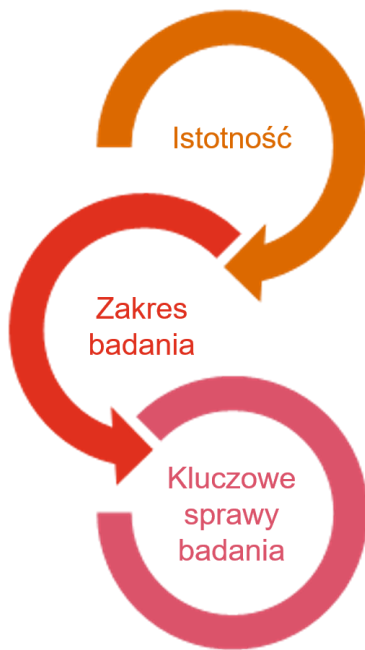 Istotność
Zakres
badania
Kluczowe
sprawy
badania